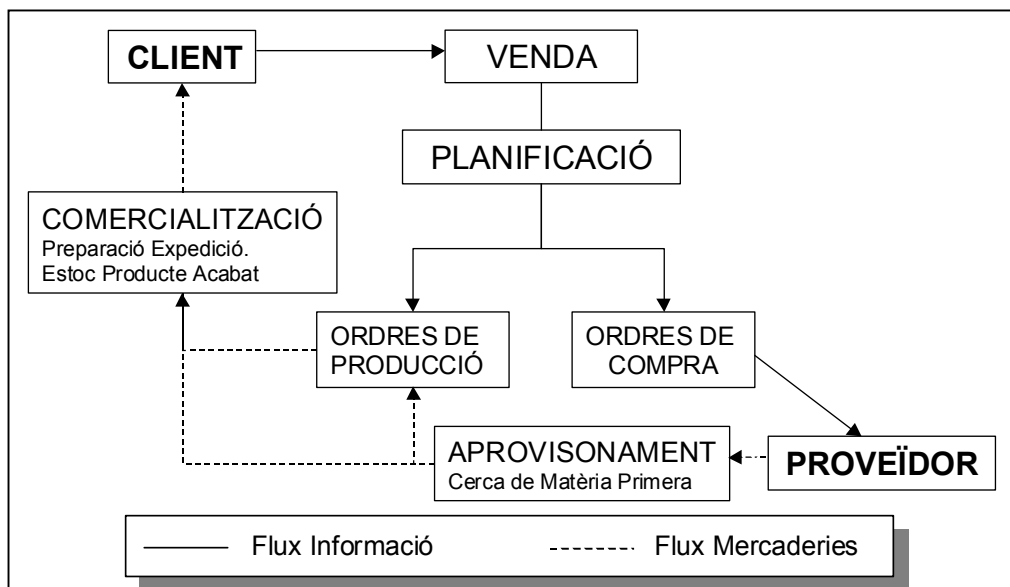 CLIENT
VENDA
PLANIFICACIÓ
COMERCIALITZACIÓ
Preparació Expedició.
Estoc Producte Acabat
ORDRES DE
PRODUCCIÓ
ORDRES DE
COMPRA
APROVISONAMENT
Cerca de Matèria Primera
PROVEÏDOR
Flux Informació
Flux Mercaderies